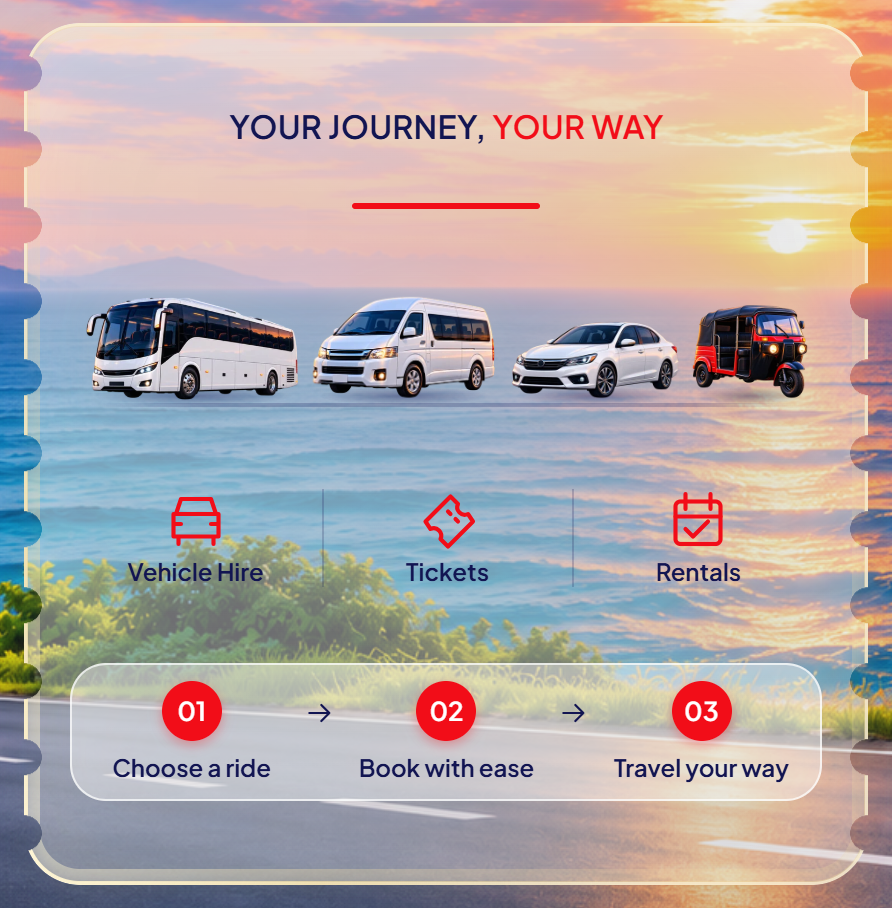 YOUR JOURNEY, YOUR WAY
Vehicle Hire
Tickets
Rentals
01
02
03
Choose a ride
Book with ease
Travel your way